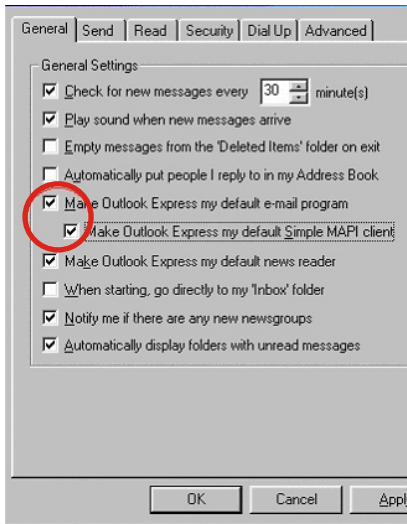 General Send Read Security Dial Up Advanced
General Settings
Check for new messages every 30 minute(s)
Play sound when new messages arrive
Empty messages from the 'Deleted Items' folder on exit
Automatically put people I reply to in my Address Book
Make Outlook Express my default e-mail program
Make Outlook Express my default Simple MAPI client
Make Outlook Express my default news reader
When starting, go directly to my 'Inbox' folder
Notify me if there are any new newsgroups
Automatically display folders with unread messages
OK Cancel Appl